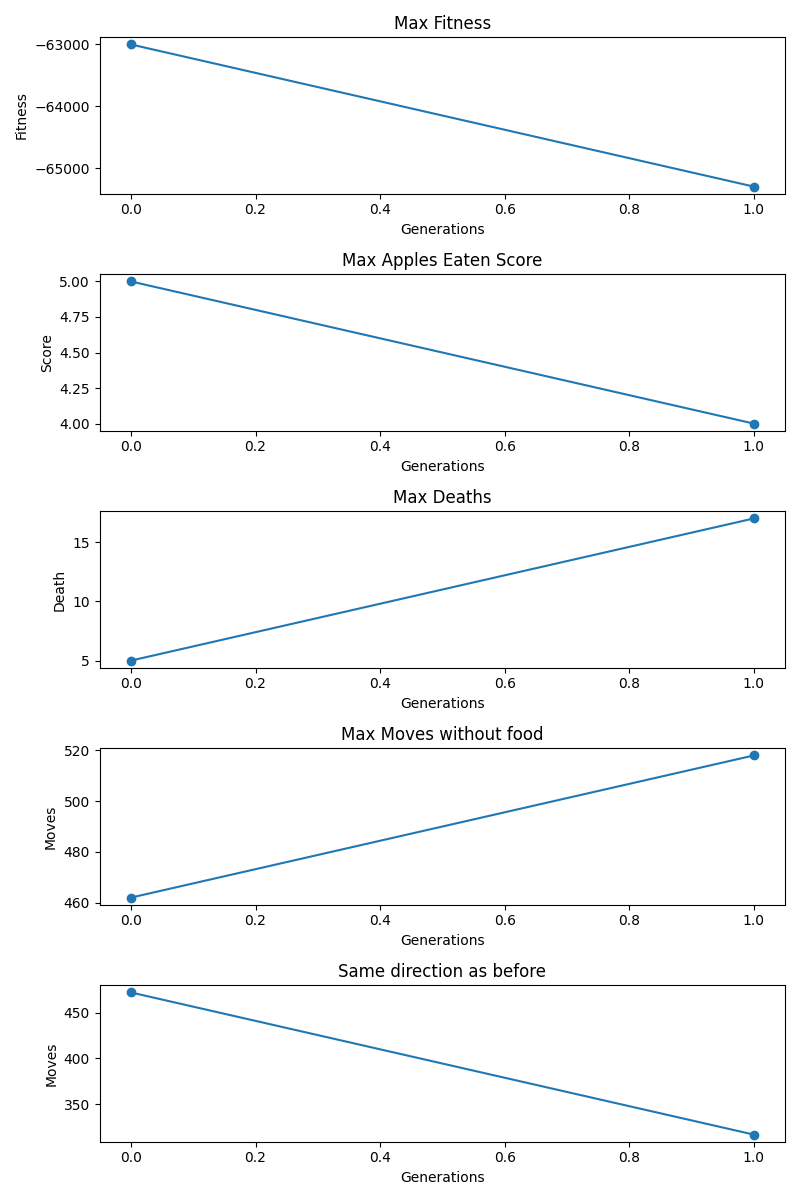 Max Fitness
−63000
−64000
−65000
Fitness
0.0 0.2 0.4 0.6 0.8 1.0
Generations
Max Apples Eaten Score
5.00
4.75
4.50
4.25
4.00
Score
0.0 0.2 0.4 0.6 0.8 1.0
Generations
Max Deaths
15
10
5
Death
0.0 0.2 0.4 0.6 0.8 1.0
Generations
Max Moves without food
520
500
480
460
Moves
0.0 0.2 0.4 0.6 0.8 1.0
Generations
Same direction as before
450
400
350
Moves
0.0 0.2 0.4 0.6 0.8 1.0
Generations